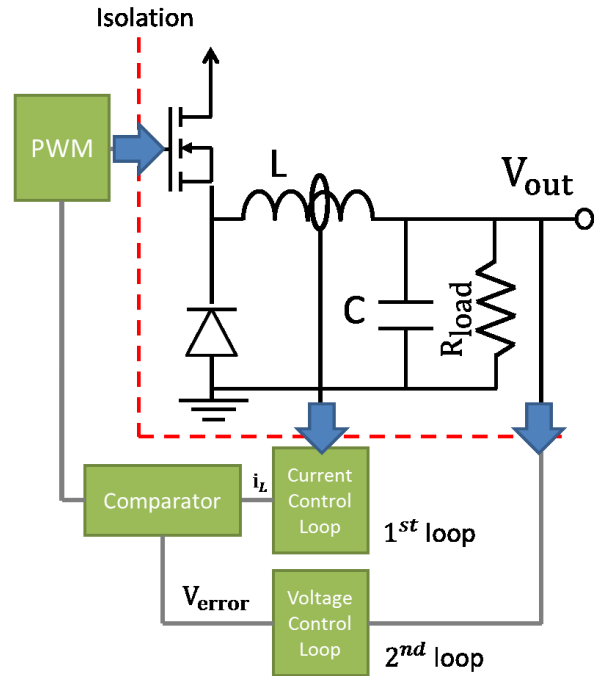 Isolation
PWM
L
Vout
C
Rload
Comparator
iL
Current
Control
Loop
1st loop
Verror
Voltage
Control
Loop
2nd loop